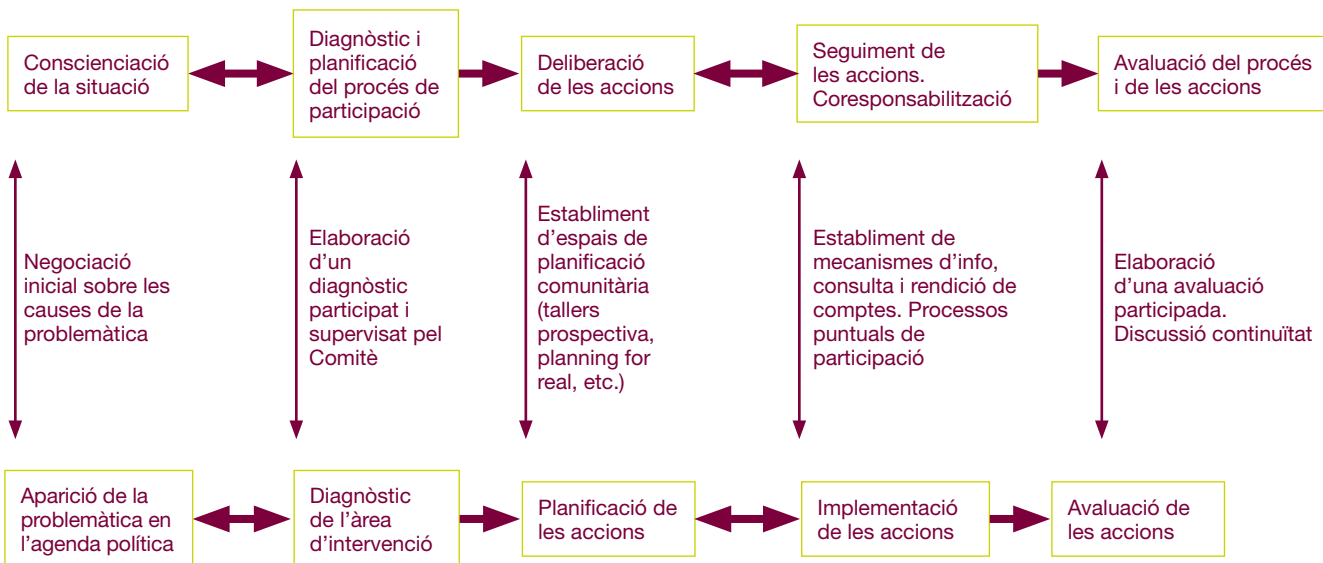 Conscienciació
de la situació
Diagnòstic i
planificació
del procés de
participació
Deliberació
de les accions
Seguiment de
les accions.
Coresponsabilització
Avaluació del procés
i de les accions
Negociació
inicial sobre les
causes de la
problemàtica
Elaboració
d’un
diagnòstic
participat i
supervisat pel
Comitè
Establiment
d’espais de
planificació
comunitària
(tallers
prospectiva,
planning for
real, etc.)
Establiment de
mecanismes d’info,
consulta i rendició de
comptes. Processos
puntuals de
participació
Elaboració
d’una avaluació
participada.
Discussió continuïtat
Aparició de la
problemàtica en
l’agenda política
Diagnòstic
de l’àrea
d’intervenció
Planificació de
les accions
Implementació
de les accions
Avaluació de
les accions